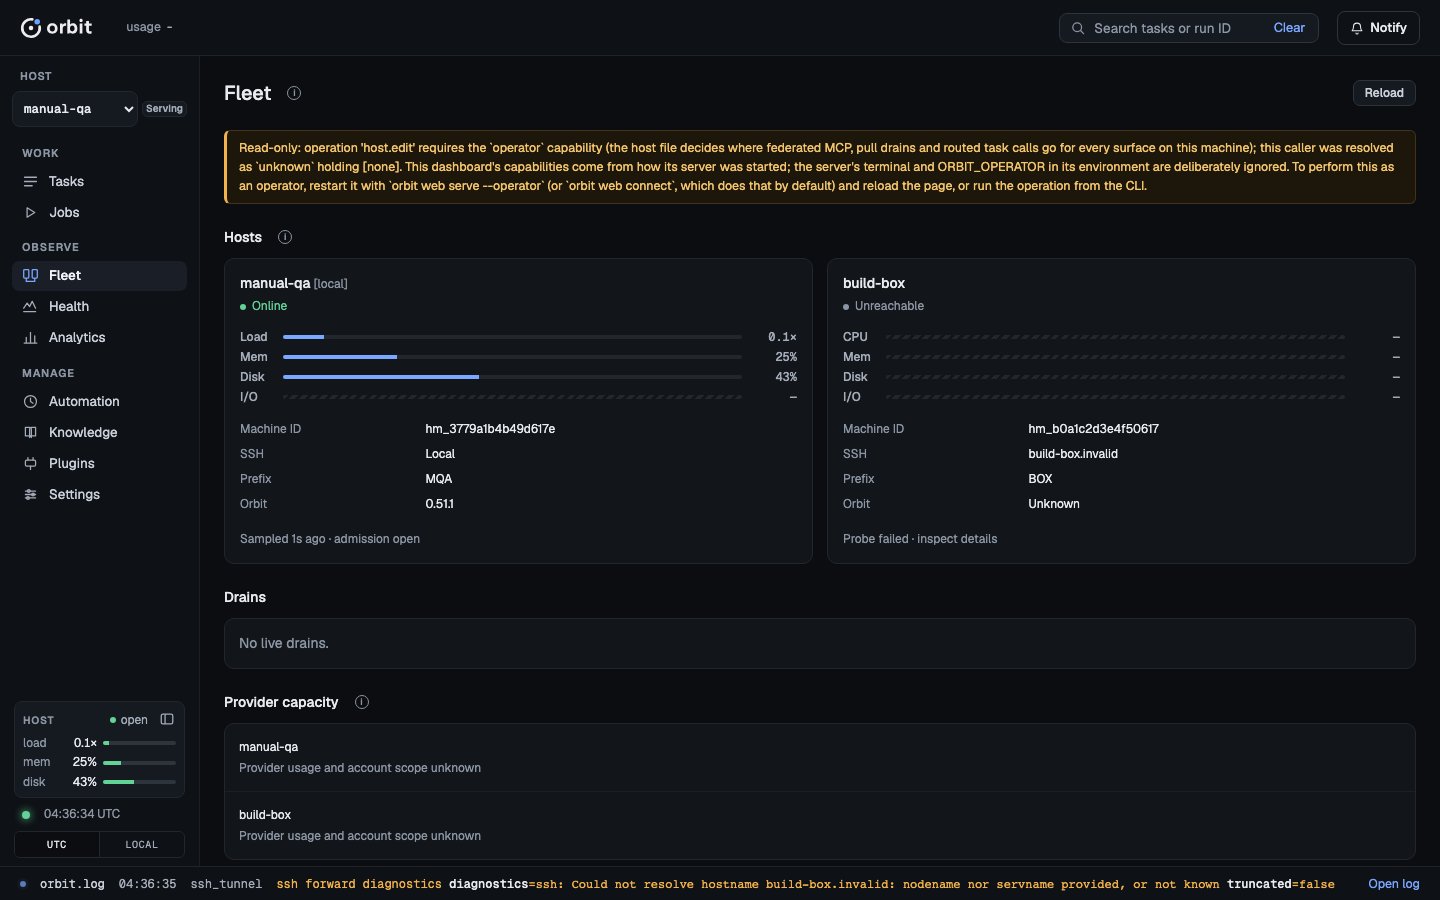 orbit
usage –
Search tasks or run ID
Clear
Notify
HOST
manual-qa
Serving
WORK
Tasks
Jobs
OBSERVE
Fleet
Health
Analytics
MANAGE
Automation
Knowledge
Plugins
Settings
HOST
open
load 0.1×
mem 25%
disk 43%
04:36:34 UTC
UTC
LOCAL
Fleet
Reload
Read-only: operation 'host.edit' requires the `operator` capability (the host file decides where federated MCP, pull drains and routed task calls go for every surface on this machine); this caller was resolved
as `unknown` holding [none]. This dashboard's capabilities come from how its server was started; the server's terminal and ORBIT_OPERATOR in its environment are deliberately ignored. To perform this as
an operator, restart it with `orbit web serve --operator` (or `orbit web connect`, which does that by default) and reload the page, or run the operation from the CLI.
Hosts
manual-qa [local]
Online
Load 0.1×
Mem 25%
Disk 43%
I/O –
Machine ID hm_3779a1b4b49d617e
SSH Local
Prefix MQA
Orbit 0.51.1
Sampled 1s ago · admission open
build-box
Unreachable
CPU –
Mem –
Disk –
I/O –
Machine ID hm_b0a1c2d3e4f50617
SSH build-box.invalid
Prefix BOX
Orbit Unknown
Probe failed · inspect details
Drains
No live drains.
Provider capacity
manual-qa
Provider usage and account scope unknown
build-box
Provider usage and account scope unknown
orbit.log 04:36:35 ssh_tunnel ssh forward diagnostics diagnostics=ssh: Could not resolve hostname build-box.invalid: nodename nor servname provided, or not known truncated=false
Open log